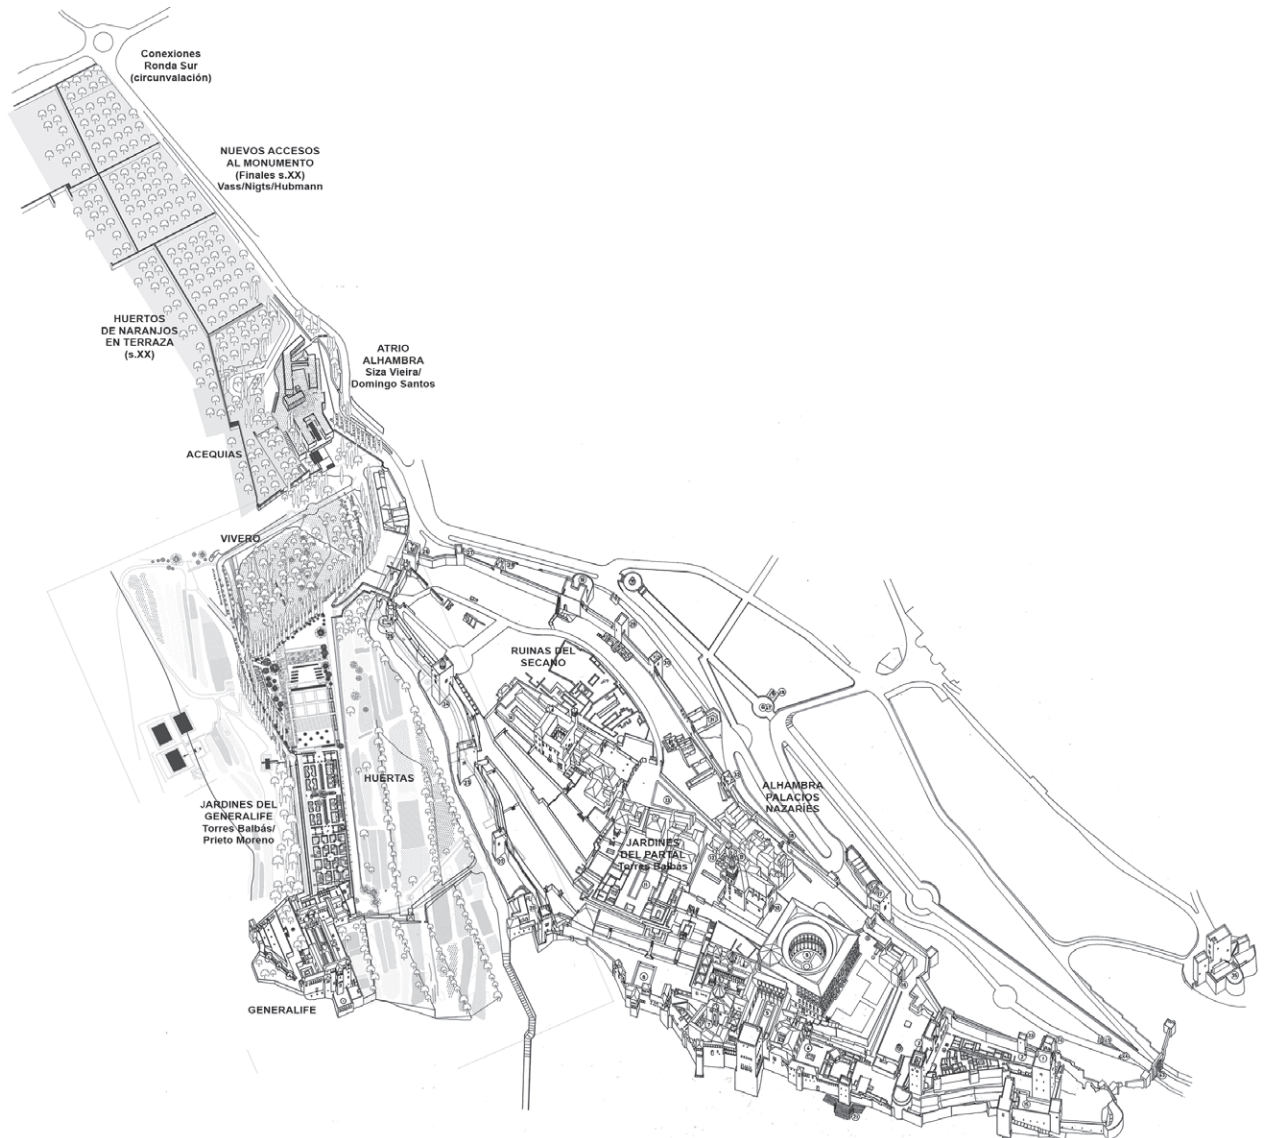 Conexiones
Ronda Sur
(circunvalación)
NUEVOS ACCESOS
AL MONUMENTO
(Finales s.XX)
Vass/Nigts/Hubmann
HUERTOS
DE NARANJOS
EN TERRAZA
(s.XX)
ATRIO
ALHAMBRA
Siza Vieira/
Domingo Santos
ACEQUIAS
VIVERO
RUINAS DEL
SECANO
HUERTAS
ALHAMBRA
PALACIOS
NAZARÍES
JARDINES DEL
GENERALIFE
Torres Balbás/
Prieto Moreno
JARDINES
DEL PARTAL
Torres Balbás
GENERALIFE